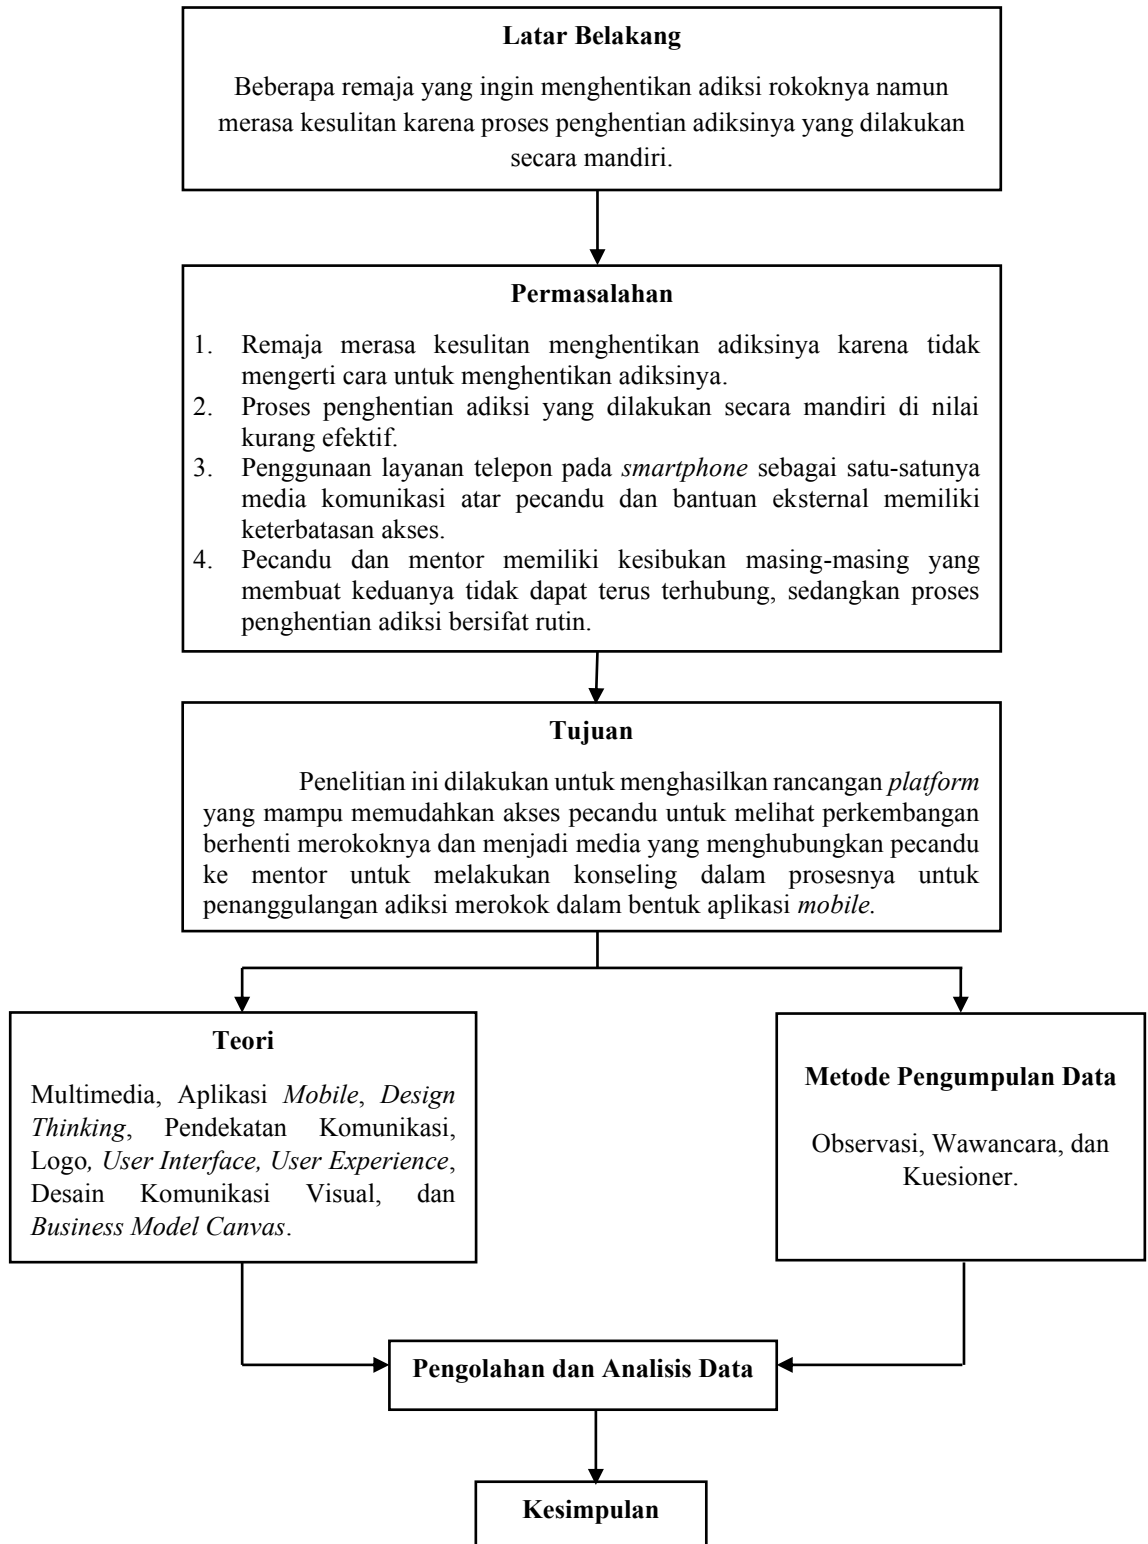 Latar Belakang
Beberapa remaja yang ingin menghentikan adiksi rokoknya namun
merasa kesulitan karena proses penghentian adiksinya yang dilakukan
secara mandiri.
Permasalahan
1. Remaja merasa kesulitan menghentikan adiksinya karena tidak
mengerti cara untuk menghentikan adiksinya.
2. Proses penghentian adiksi yang dilakukan secara mandiri di nilai
kurang efektif.
3. Penggunaan layanan telepon pada smartphone sebagai satu-satunya
media komunikasi atar pecandu dan bantuan eksternal memiliki
keterbatasan akses.
4. Pecandu dan mentor memiliki kesibukan masing-masing yang
membuat keduanya tidak dapat terus terhubung, sedangkan proses
penghentian adiksi bersifat rutin.
Tujuan
Penelitian ini dilakukan untuk menghasilkan rancangan platform
yang mampu memudahkan akses pecandu untuk melihat perkembangan
berhenti merokoknya dan menjadi media yang menghubungkan pecandu
ke mentor untuk melakukan konseling dalam prosesnya untuk
penanggulangan adiksi merokok dalam bentuk aplikasi mobile.
Teori
Multimedia, Aplikasi Mobile, Design
Thinking, Pendekatan Komunikasi,
Logo, User Interface, User Experience,
Desain Komunikasi Visual, dan
Business Model Canvas.
Metode Pengumpulan Data
Observasi, Wawancara, dan
Kuesioner.
Pengolahan dan Analisis Data
Kesimpulan